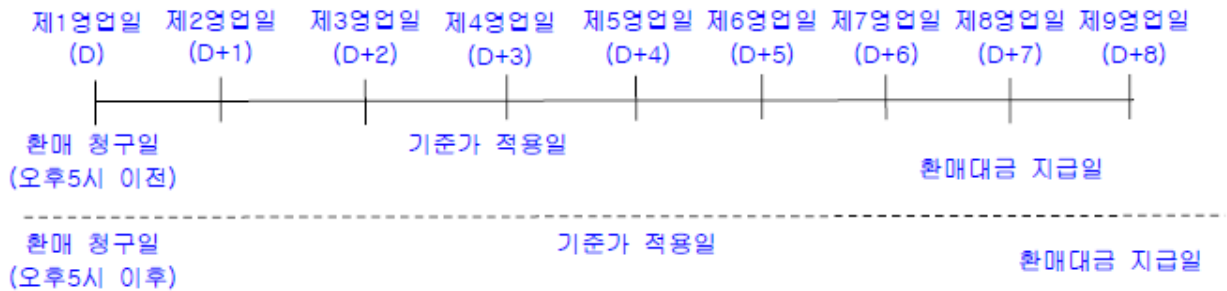 제1영업일 제2영업일 제3영업일 제4영업일 제5영업일 제6영업일 제7영업일 제8영업일 제9영업일
(D) (D+1) (D+2) (D+3) (D+4) (D+5) (D+6) (D+7) (D+8)
환매 청구일 기준가 적용일
(오후5시 이전) 환매대금 지급일
환매 청구일 기준가 적용일
(오후5시 이후) 환매대금 지급일